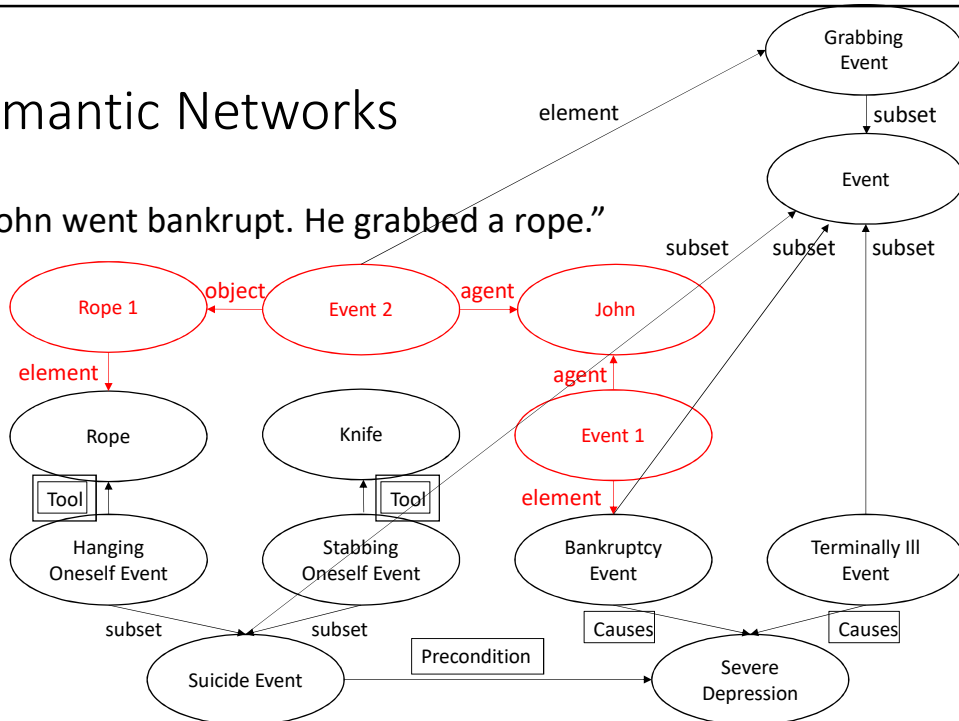 Grabbing
Event
mantic Networks
element
subset
Event
ohn went bankrupt. He grabbed a rope.”
subset
subset
subset
Rope 1
object
Event 2
agent
John
element
agent
Rope
Knife
Event 1
Tool
Tool
element
Hanging
Oneself Event
Stabbing
Oneself Event
Bankruptcy
Event
Terminally Ill
Event
subset
subset
Causes
Causes
Precondition
Suicide Event
Severe
Depression